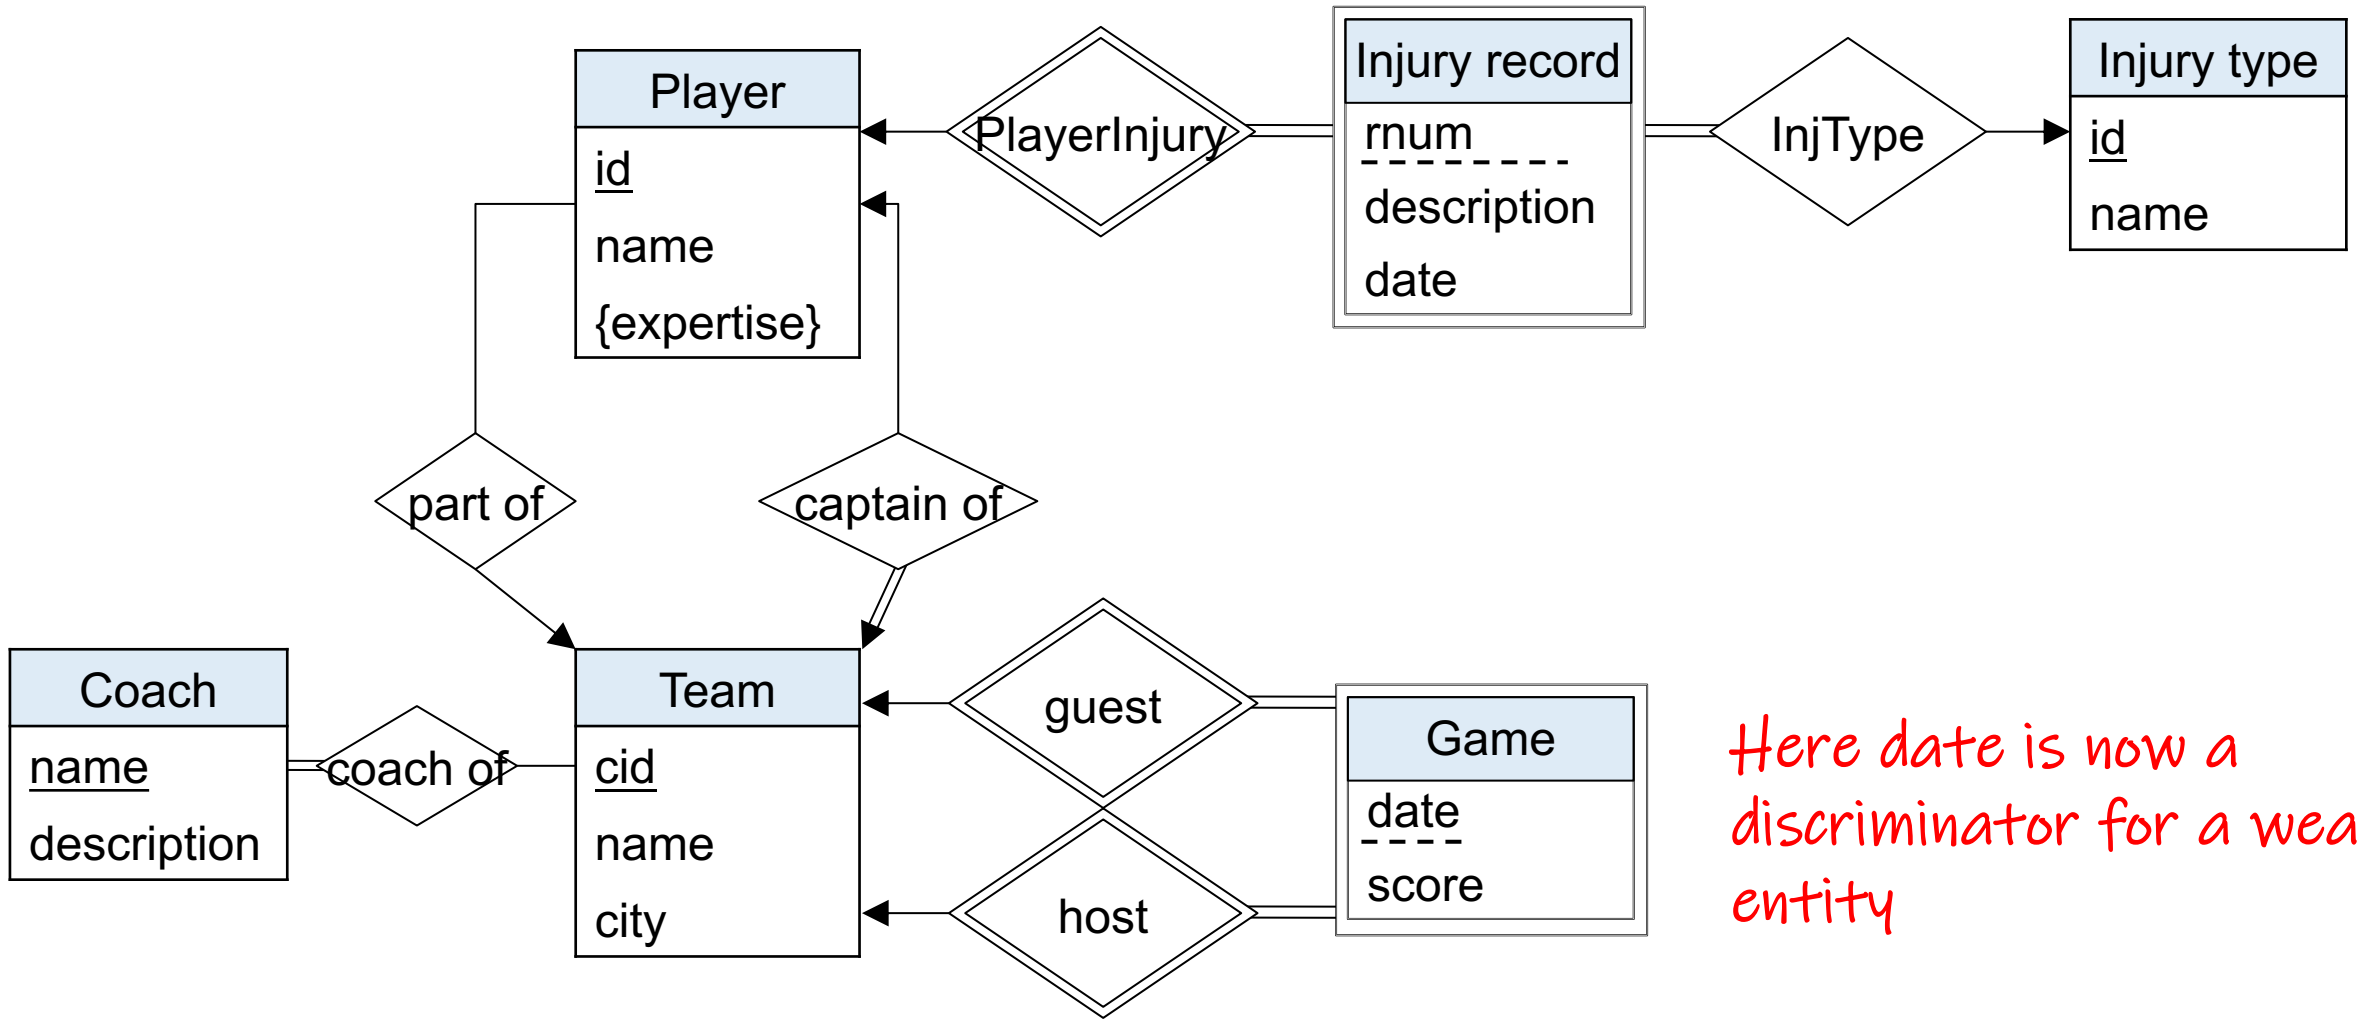 Player
id
name
{expertise}
PlayerInjury
Injury record
rnum
description
date
InjType
Injury type
id
name
part of
captain of
Coach
name
description
coach of
Team
cid
name
city
guest
host
Game
date
score
Here date is now a
discriminator for a wea
entity